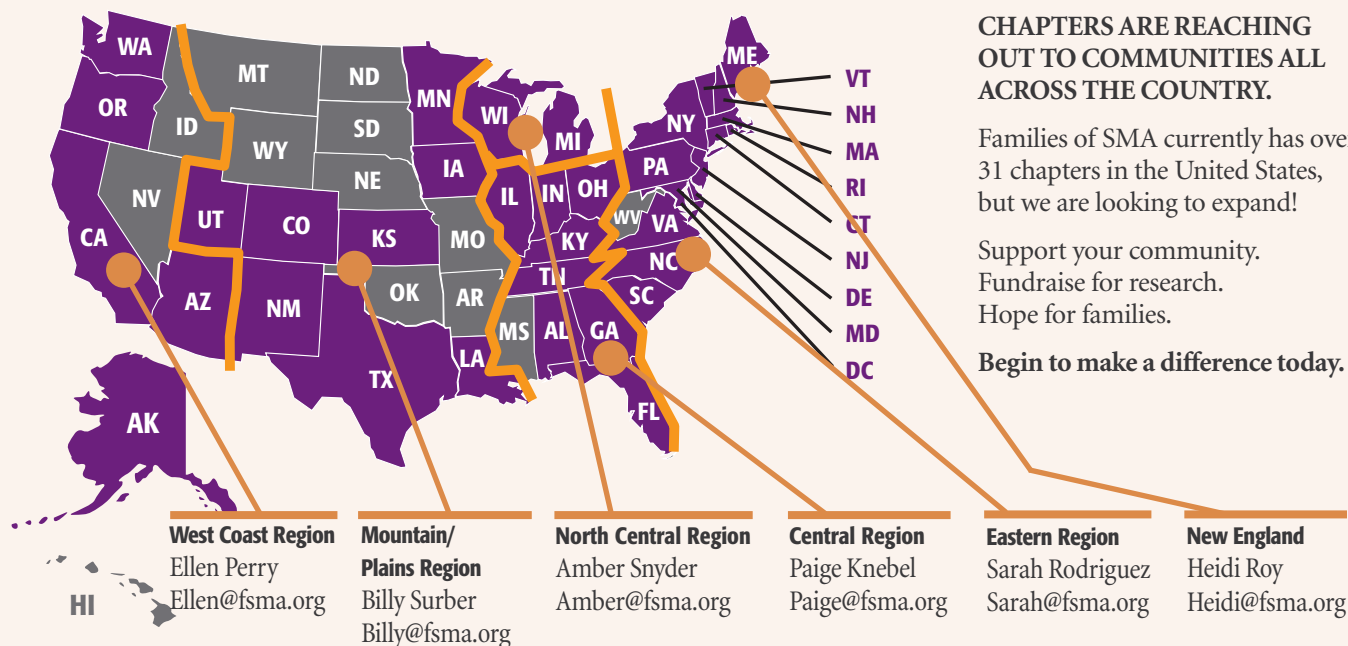 WA
OR
CA
NV
ID
MT
WY
UT
AZ
CO
NM
ND
SD
NE
KS
OK
TX
MN
IA
MO
AR
LA
WI
IL
MI
IN
OH
KY
TN
MS
AL
GA
FL
SC
NC
VA
WV
PA
NY
ME
VT
NH
MA
RI
CT
NJ
DE
MD
DC
AK
HI
CHAPTERS ARE REACHING
OUT TO COMMUNITIES ALL
ACROSS THE COUNTRY.
Families of SMA currently has ove
31 chapters in the United States,
but we are looking to expand!
Support your community.
Fundraise for research.
Hope for families.
Begin to make a difference today.
West Coast Region
Ellen Perry
Ellen@fsma.org
Mountain/
Plains Region
Billy Surber
Billy@fsma.org
North Central Region
Amber Snyder
Amber@fsma.org
Central Region
Paige Knebel
Paige@fsma.org
Eastern Region
Sarah Rodriguez
Sarah@fsma.org
New England
Heidi Roy
Heidi@fsma.org